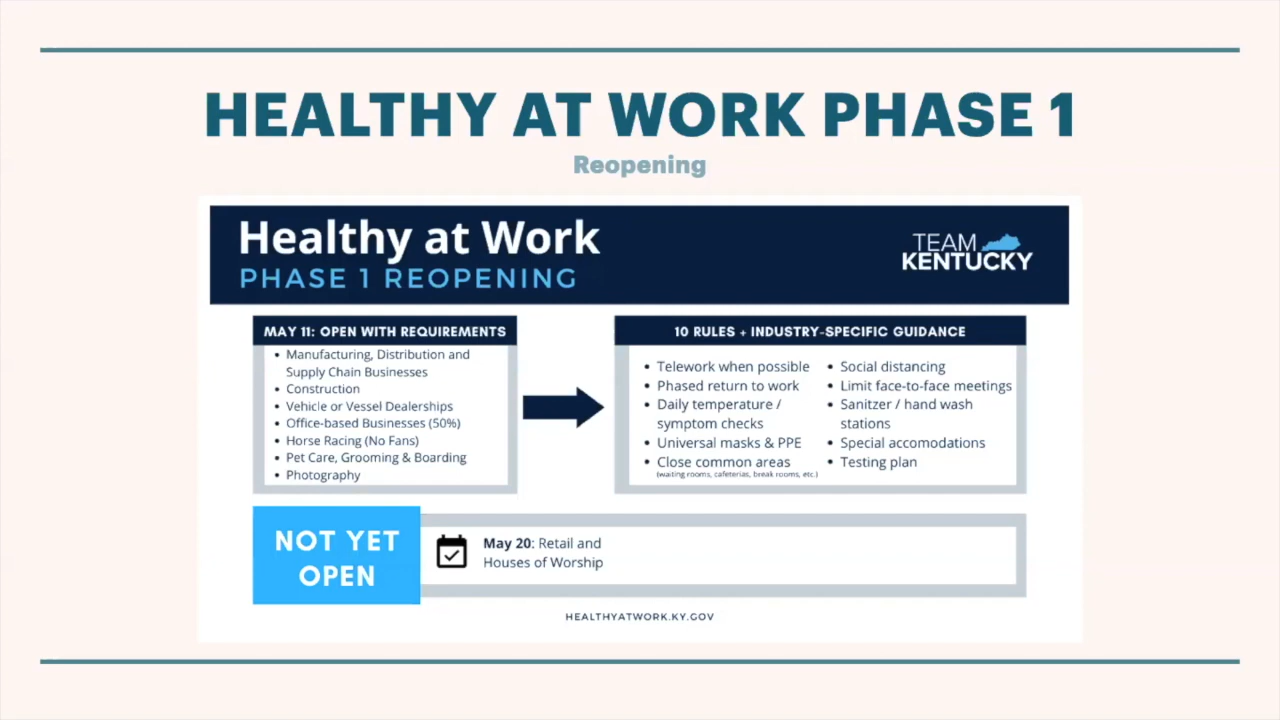 HEALTHY AT WORK PHASE 1
Reopening
Healthy at Work
PHASE 1 REOPENING
TEAM
KENTUCKY
MAY 11: OPEN WITH REQUIREMENTS
• Manufacturing, Distribution and
Supply Chain Businesses
• Construction
• Vehicle or Vessel Dealerships
• Office-based Businesses (50%)
• Horse Racing (No Fans)
• Pet Care, Grooming & Boarding
• Photography
10 RULES + INDUSTRY-SPECIFIC GUIDANCE
• Telework when possible
• Phased return to work
• Daily temperature /
symptom checks
• Universal masks & PPE
• Close common areas
(waiting rooms, cafeterias, break rooms, etc.)
• Social distancing
• Limit face-to-face meetings
• Sanitzer / hand wash
stations
• Special accomodations
• Testing plan
NOT YET
OPEN
May 20: Retail and
Houses of Worship
HEALTHYATWORK.KY.GOV